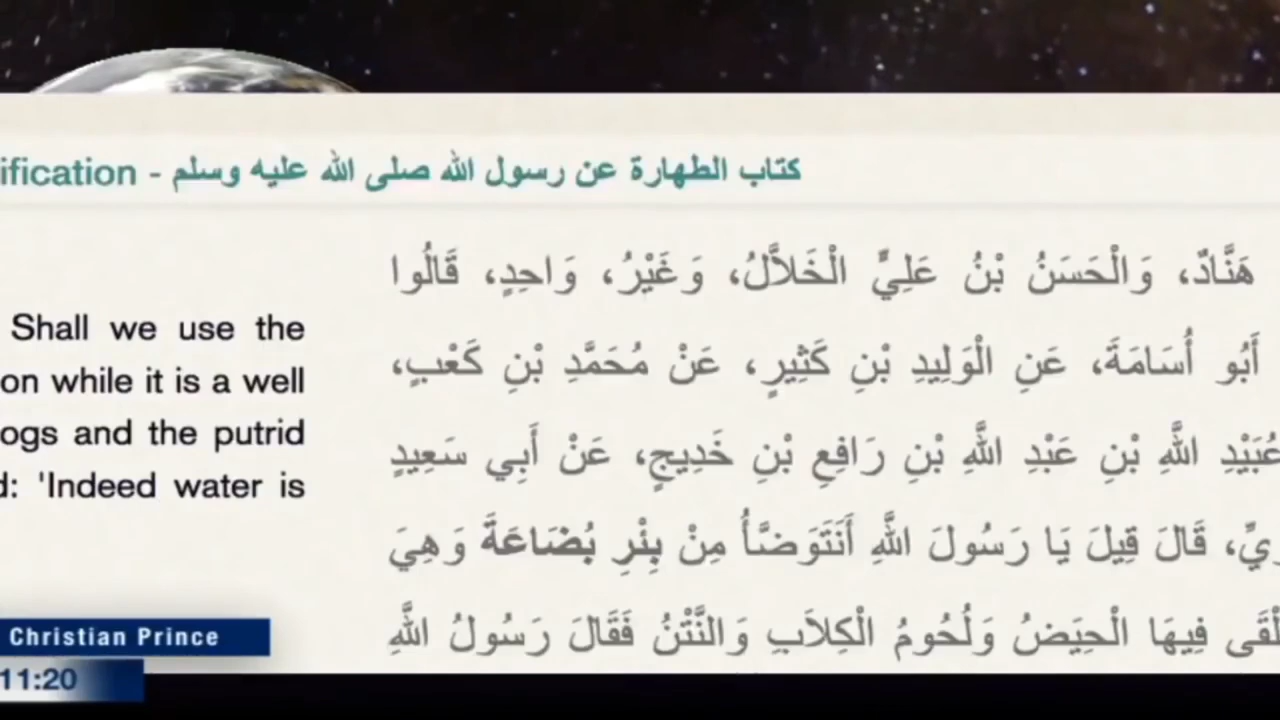 ification - كتاب الطهارة عن رسول الله صلى الله عليه وسلم
هَنَّادٌ، وَالْحَسَنُ بْنُ عَلِيٍّ الْخَلاَّلُ، وَغَيْرُ، وَاحِدٍ، قَالُوا
أَبُو أُسَامَةَ، عَنِ الْوَلِيدِ بْنِ كَثِيرٍ، عَنْ مُحَمَّدِ بْنِ كَعْبٍ،
عُبَيْدِ اللَّهِ بْنِ عَبْدِ اللَّهِ بْنِ رَافِعِ بْنِ خَدِيجٍ، عَنْ أَبِي سَعِيدٍ
رِيِّ، قَالَ قِيلَ يَا رَسُولَ اللَّهِ أَنَتَوَضَّأُ مِنْ بِئْرِ بُضَاعَةَ وَهِيَ
لْقَى فِيهَا الْحِيَضُ وَلُحُومُ الْكِلاَبِ وَالنَّتْنُ فَقَالَ رَسُولُ اللَّهِ
Shall we use the
on while it is a well
ogs and the putrid
d: 'Indeed water is
Christian Prince
11:20